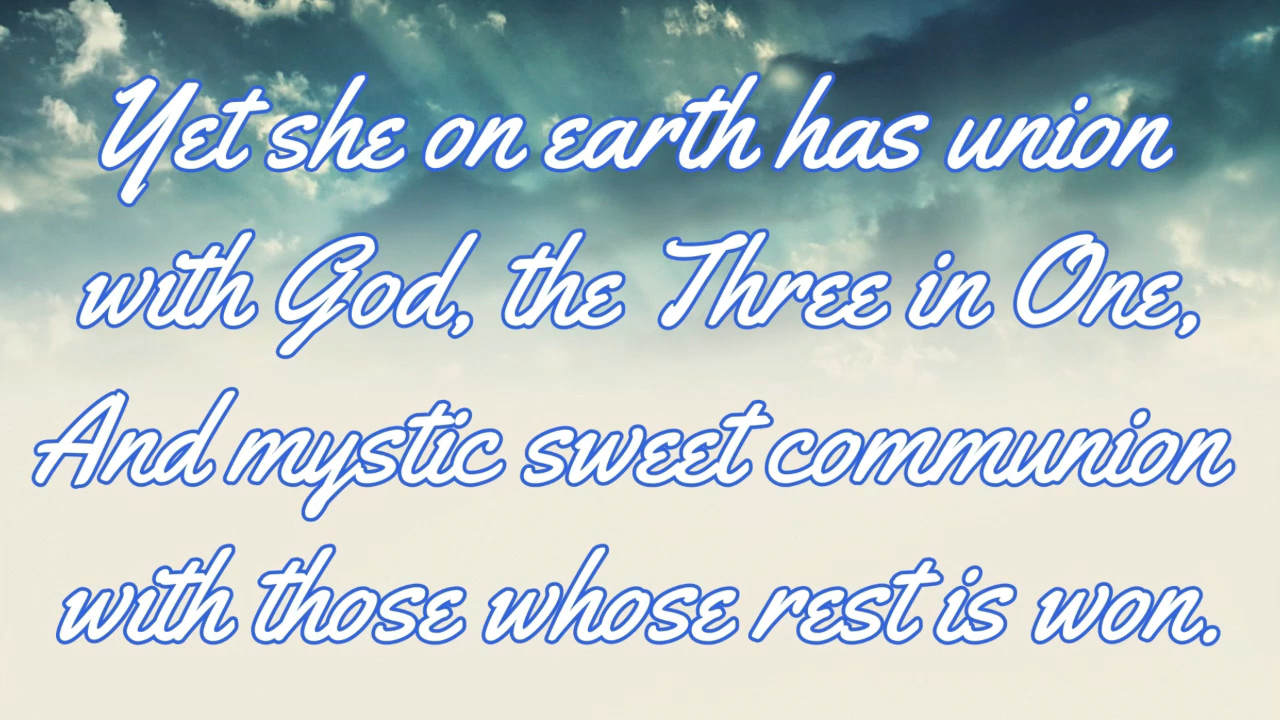 Yet she on earth has union
with God, the Three in One,
And mystic sweet communion
with those whose rest is won.